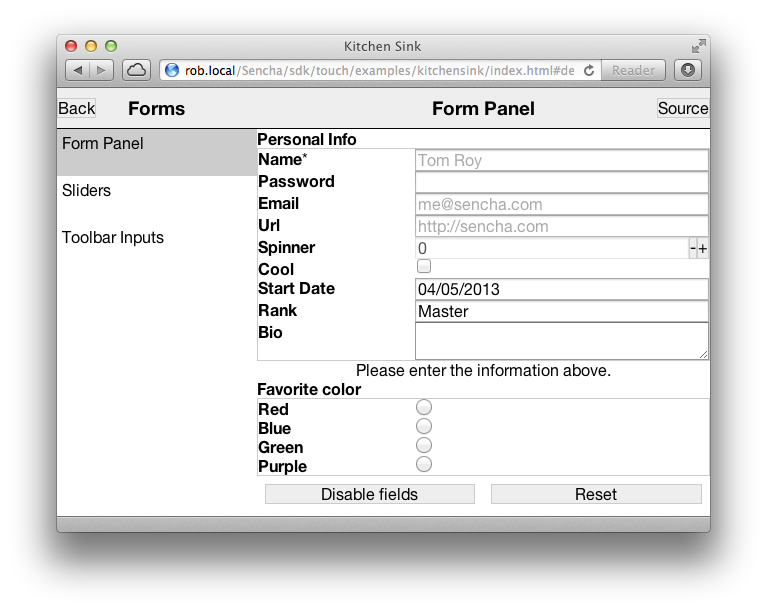 Kitchen Sink
rob.local/Sencha/sdk/touch/examples/kitchensink/index.html#de Reader
Back Forms Form Panel Source
Form Panel
Sliders
Toolbar Inputs
Personal Info
Name* Tom Roy
Password
Email me@sencha.com
Url http://sencha.com
Spinner 0 - +
Cool
Start Date 04/05/2013
Rank Master
Bio
Please enter the information above.
Favorite color
Red
Blue
Green
Purple
Disable fields Reset